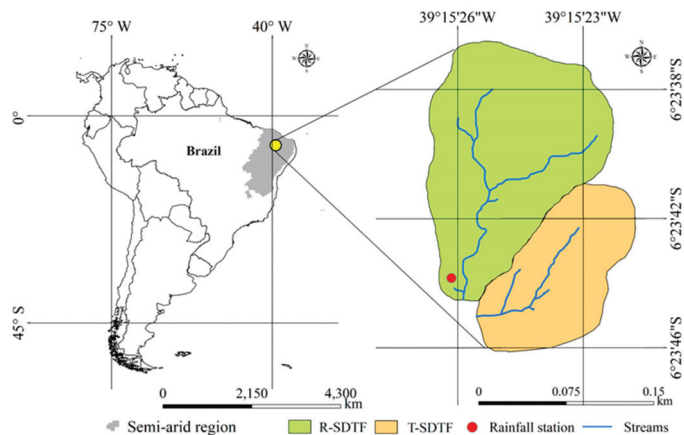 75° W
40° W
39°15'26"W
39°15'23"W
N
N
0°
Brazil
6°23'38"S
6°23'42"S
6°23'46"S
45°S
0
2,150
4,300
km
0
0.075
0.15
km
Semi-arid region
R-SDTF
T-SDTF
Rainfall station
Streams